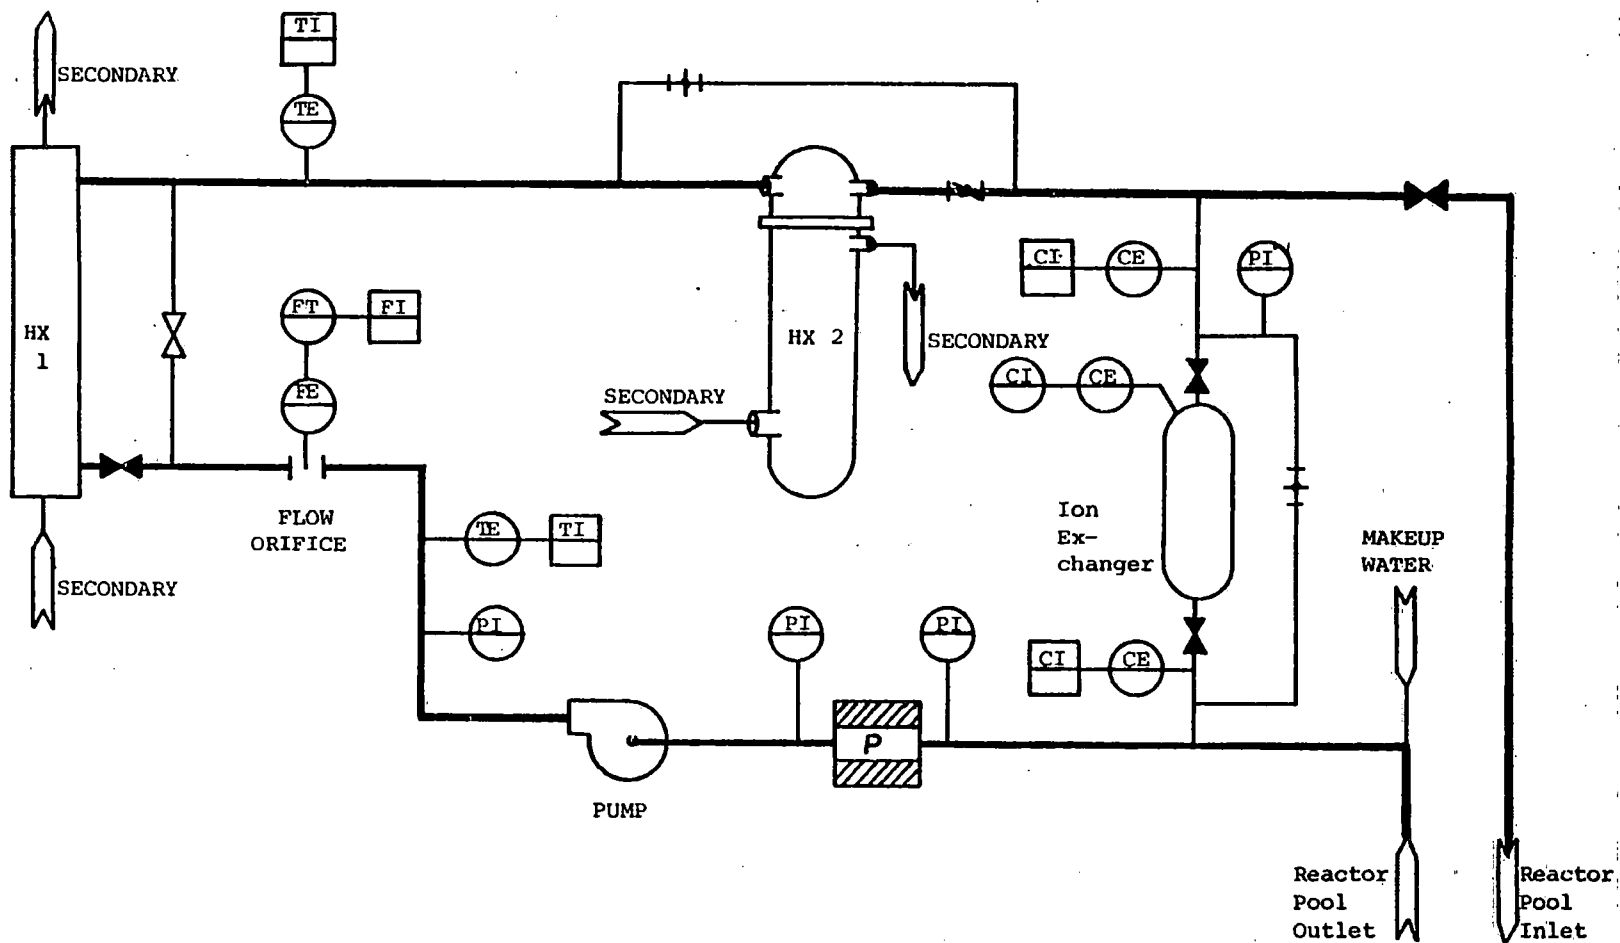 TI
SECONDARY
TE
CI
CE
PI
FT
FI
HX
1
HX 2
SECONDARY
FE
CI
CE
SECONDARY
FLOW
ORIFICE
Ion
Ex-
changer
TE
TI
MAKEUP
WATER
SECONDARY
PI
PI
PI
CI
CE
P
PUMP
Reactor
Pool
Outlet
Reactor
Pool
Inlet